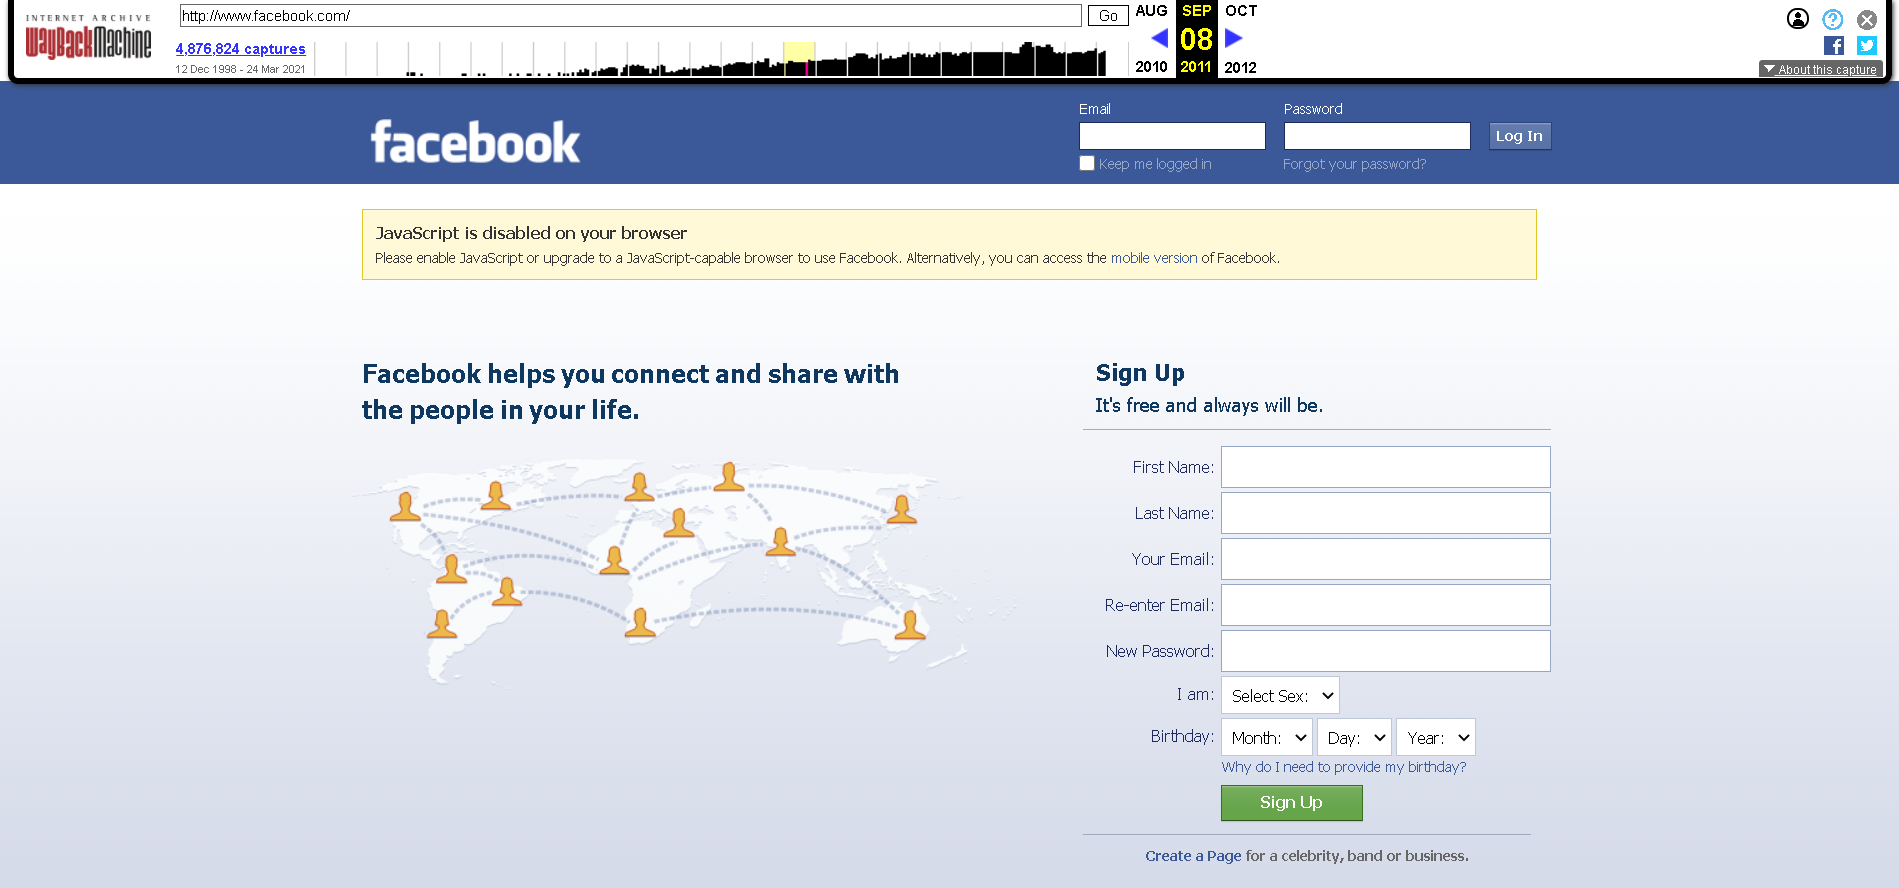 INTERNET ARCHIVE
WayBackMachine
http://www.facebook.com/
Go
4,876,824 captures
12 Dec 1998 - 24 Mar 2021
AUG SEP OCT
08
2010 2011 2012
About this capture
facebook
Email
Password
Log In
Keep me logged in
Forgot your password?
JavaScript is disabled on your browser
Please enable JavaScript or upgrade to a JavaScript-capable browser to use Facebook. Alternatively, you can access the mobile version of Facebook.
Facebook helps you connect and share with
the people in your life.
Sign Up
It's free and always will be.
First Name:
Last Name:
Your Email:
Re-enter Email:
New Password:
I am: Select Sex:
Birthday: Month: Day: Year:
Why do I need to provide my birthday?
Sign Up
Create a Page for a celebrity, band or business.